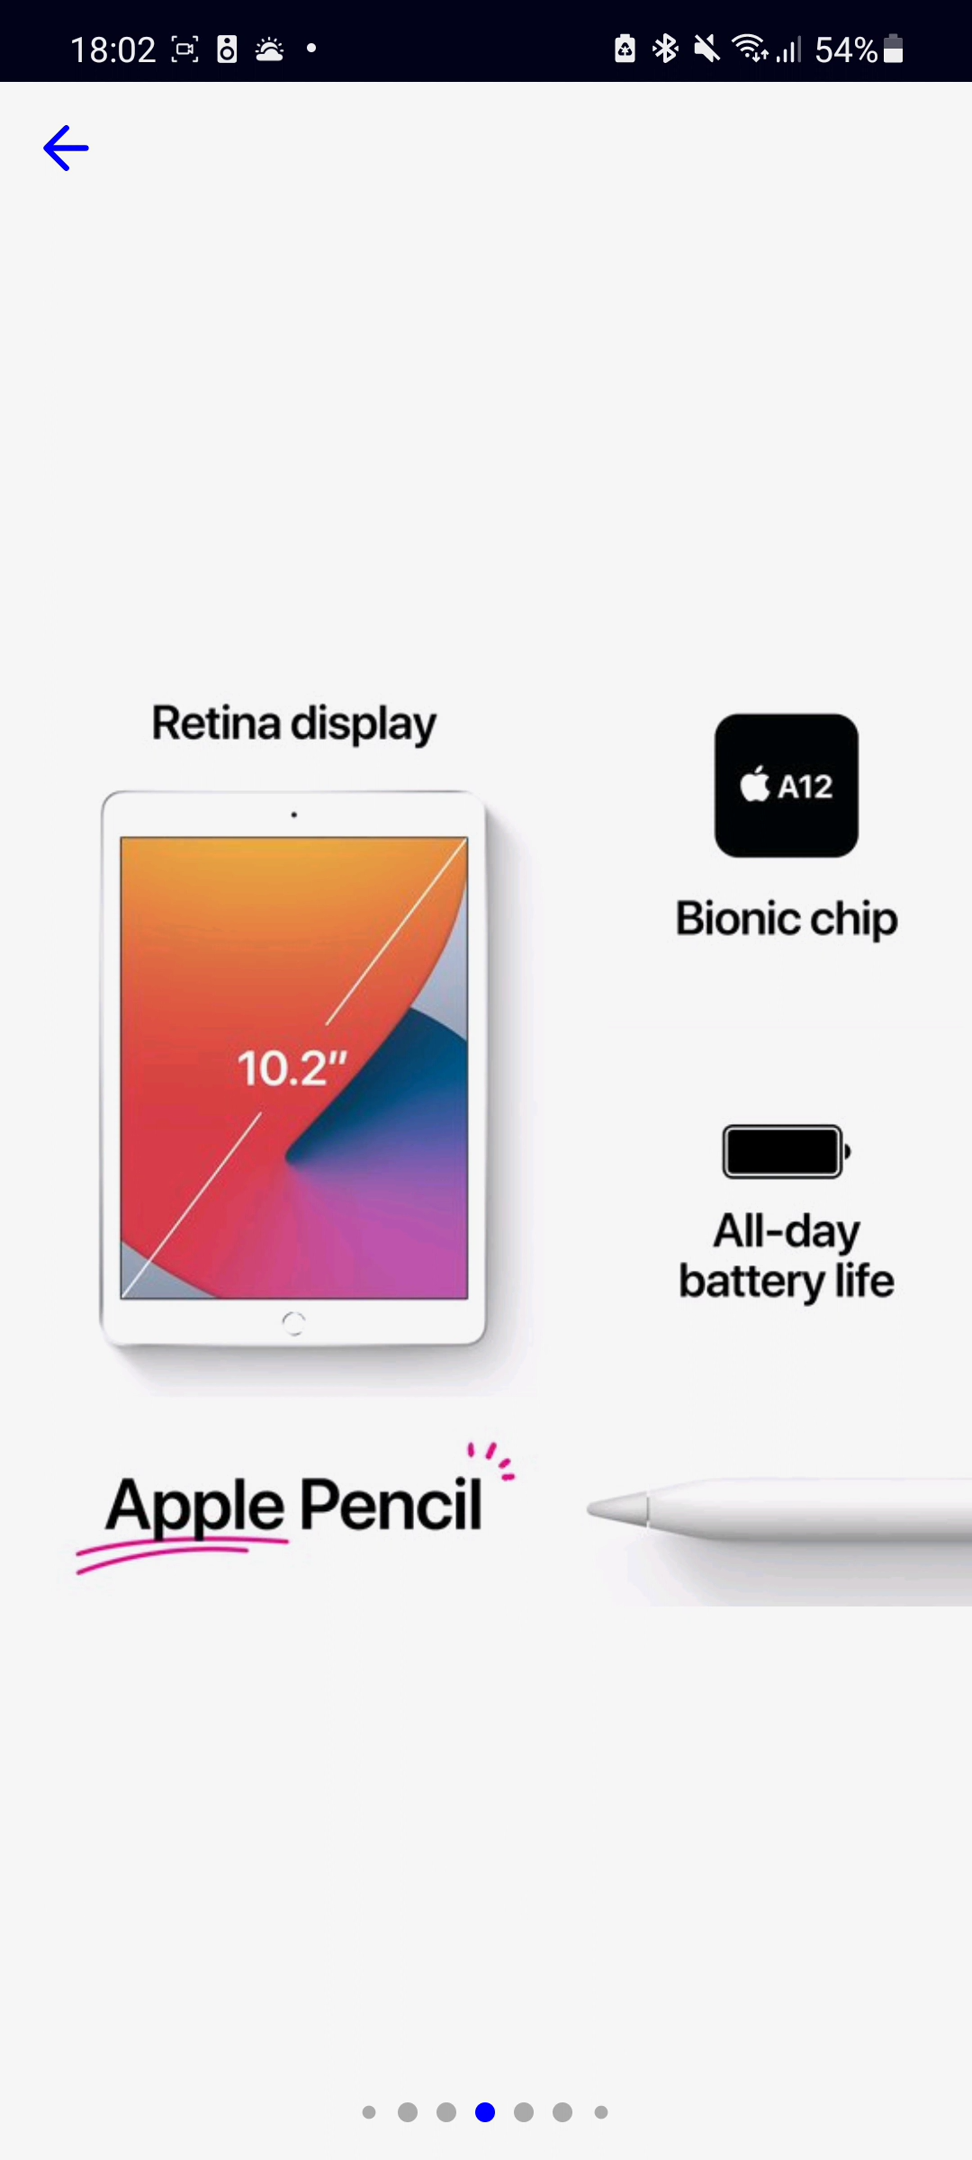 18:02
54%
Retina display
10.2"
A12
Bionic chip
All-day
battery life
Apple Pencil